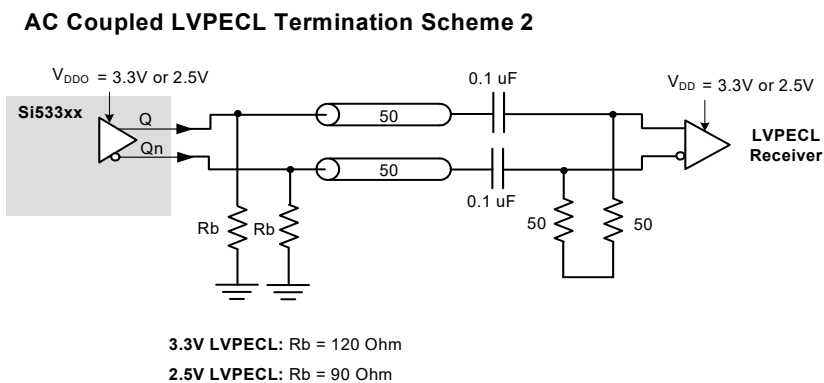 AC Coupled LVPECL Termination Scheme 2
V_DDO = 3.3V or 2.5V
0.1 uF
V_DD = 3.3V or 2.5V
Si533xx
Q
50
LVPECL
Receiver
Qn
50
0.1 uF
Rb
Rb
50
50
3.3V LVPECL: Rb = 120 Ohm
2.5V LVPECL: Rb = 90 Ohm